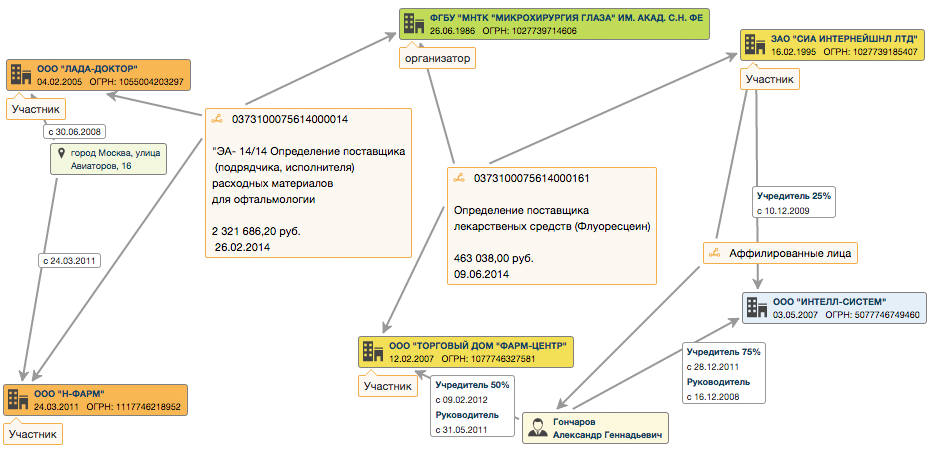 ФГБУ "МНТК "МИКРОХИРУРГИЯ ГЛАЗА" ИМ. АКАД. С.Н. ФЕ
26.06.1986 ОГРН: 1027739714606
организатор
ЗАО "СИА ИНТЕРНЕЙШНЛ ЛТД"
16.02.1995 ОГРН: 1027739185407
Участник
ООО "ЛАДА-ДОКТОР"
04.02.2005 ОГРН: 1055004203297
Участник
с 30.06.2008
город Москва, улица
Авиаторов, 16
с 24.03.2011
0373100075614000014
"ЭА- 14/14 Определение поставщика
(подрядчика, исполнителя)
расходных материалов
для офтальмологии
2 321 686,20 руб.
26.02.2014
0373100075614000161
Определение поставщика
лекарственых средств (Флуоресцеин)
463 038,00 руб.
09.06.2014
Учредитель 25%
с 10.12.2009
Аффилированные лица
ООО "ИНТЕЛЛ-СИСТЕМ"
03.05.2007 ОГРН: 5077746749460
ООО "ТОРГОВЫЙ ДОМ "ФАРМ-ЦЕНТР"
12.02.2007 ОГРН: 1077746327581
Участник
Учредитель 50%
с 09.02.2012
Руководитель
с 31.05.2011
Учредитель 75%
с 28.12.2011
Руководитель
с 16.12.2008
Гончаров
Александр Геннадьевич
ООО "Н-ФАРМ"
24.03.2011 ОГРН: 1117746218952
Участник